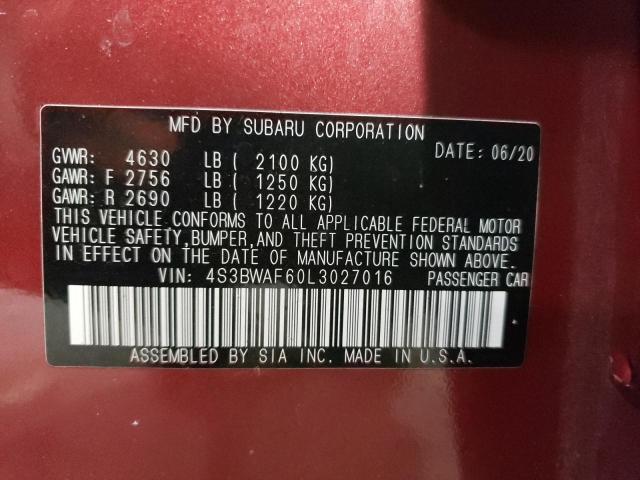 MFD BY SUBARU CORPORATION
DATE: 06/20
GVWR: 4630 LB ( 2100 KG)
GAWR: F 2756 LB ( 1250 KG)
GAWR: R 2690 LB ( 1220 KG)
THIS VEHICLE CONFORMS TO ALL APPLICABLE FEDERAL MOTOR
VEHICLE SAFETY, BUMPER, AND THEFT PREVENTION STANDARDS
IN EFFECT ON THE DATE OF MANUFACTURE SHOWN ABOVE.
VIN: 4S3BWAF60L3027016 PASSENGER CAR
ASSEMBLED BY SIA INC. MADE IN U.S.A.